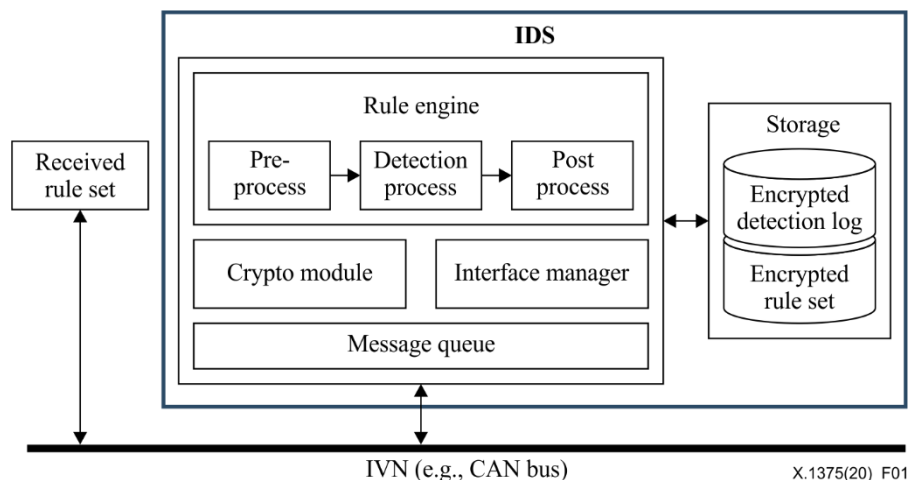 IDS
Rule engine
Received
rule set
Pre-
process
Detection
process
Post
process
Storage
Encrypted
detection log
Encrypted
rule set
Crypto module
Interface manager
Message queue
IVN (e.g., CAN bus)
X.1375(20)_F01